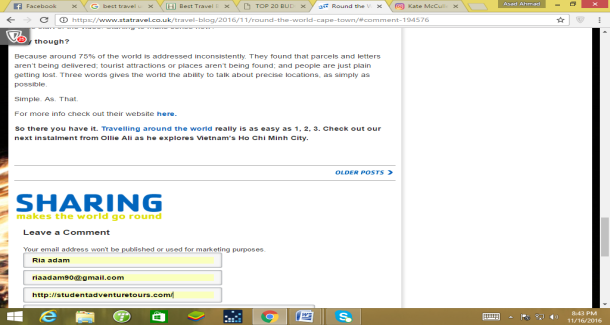 Facebook
best travel
Best Travel
TOP 20 BUD
Round the W
Kate McCull
Asad Ahmad
https://www.statravel.co.uk/travel-blog/2016/11/round-the-world-cape-town/#comment-194576
y though?
Because around 75% of the world is addressed inconsistently. They found that parcels and letters
aren't being delivered; tourist attractions or places aren't being found; and people are just plain
getting lost. Three words gives the world the ability to talk about precise locations, as simply as
possible.
Simple. As. That.
For more info check out their website here.
So there you have it. Travelling around the world really is as easy as 1, 2, 3. Check out our
next instalment from Ollie Ali as he explores Vietnam's Ho Chi Minh City.
OLDER POSTS
SHARING
makes the world go round
Leave a Comment
Your email address won't be published or used for marketing purposes.
Ria adam
riaadam90@gmail.com
http://studentadventuretours.com/
8:43 PM
11/16/2016